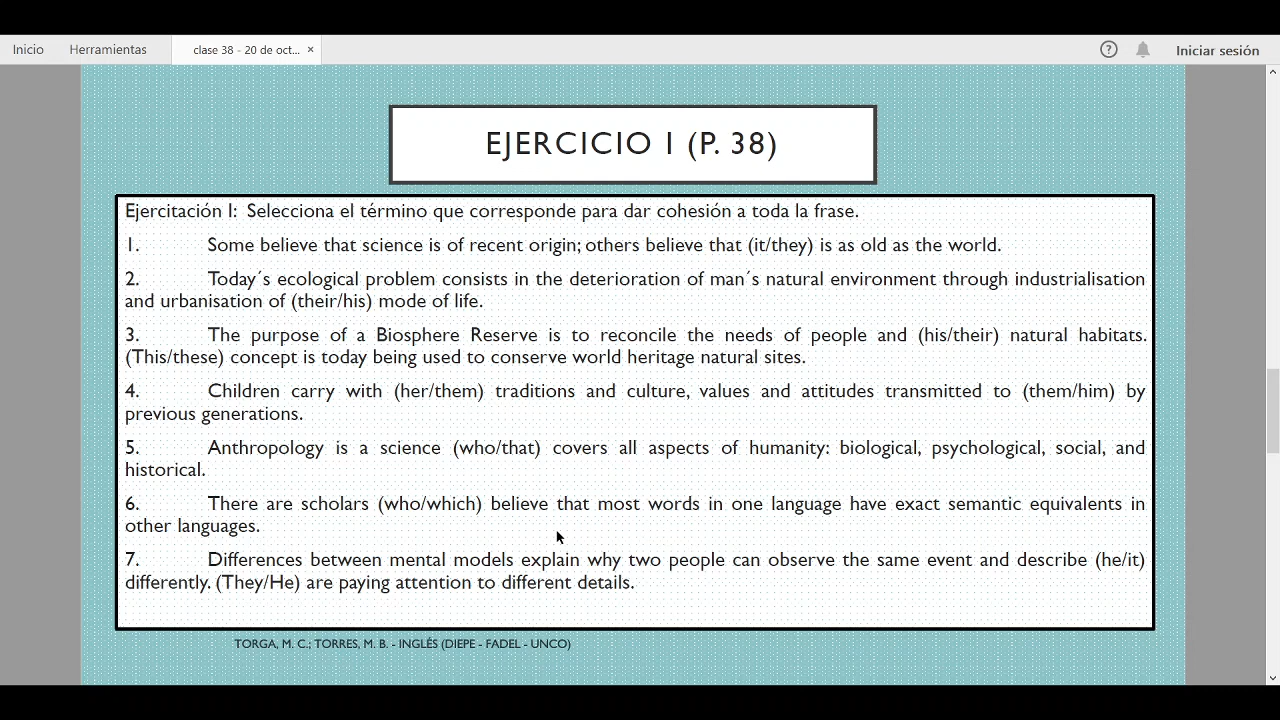 Inicio Herramientas clase 38 - 20 de oct... × ? Iniciar sesión
EJERCICIO I (P. 38)
Ejercitación I: Selecciona el término que corresponde para dar cohesión a toda la frase.
1. Some believe that science is of recent origin; others believe that (it/they) is as old as the world.
2. Today´s ecological problem consists in the deterioration of man´s natural environment through industrialisation
and urbanisation of (their/his) mode of life.
3. The purpose of a Biosphere Reserve is to reconcile the needs of people and (his/their) natural habitats.
(This/these) concept is today being used to conserve world heritage natural sites.
4. Children carry with (her/them) traditions and culture, values and attitudes transmitted to (them/him) by
previous generations.
5. Anthropology is a science (who/that) covers all aspects of humanity: biological, psychological, social, and
historical.
6. There are scholars (who/which) believe that most words in one language have exact semantic equivalents in
other languages.
7. Differences between mental models explain why two people can observe the same event and describe (he/it)
differently. (They/He) are paying attention to different details.
TORGA, M. C.; TORRES, M. B. - INGLÉS (DIEPE - FADEL - UNCO)